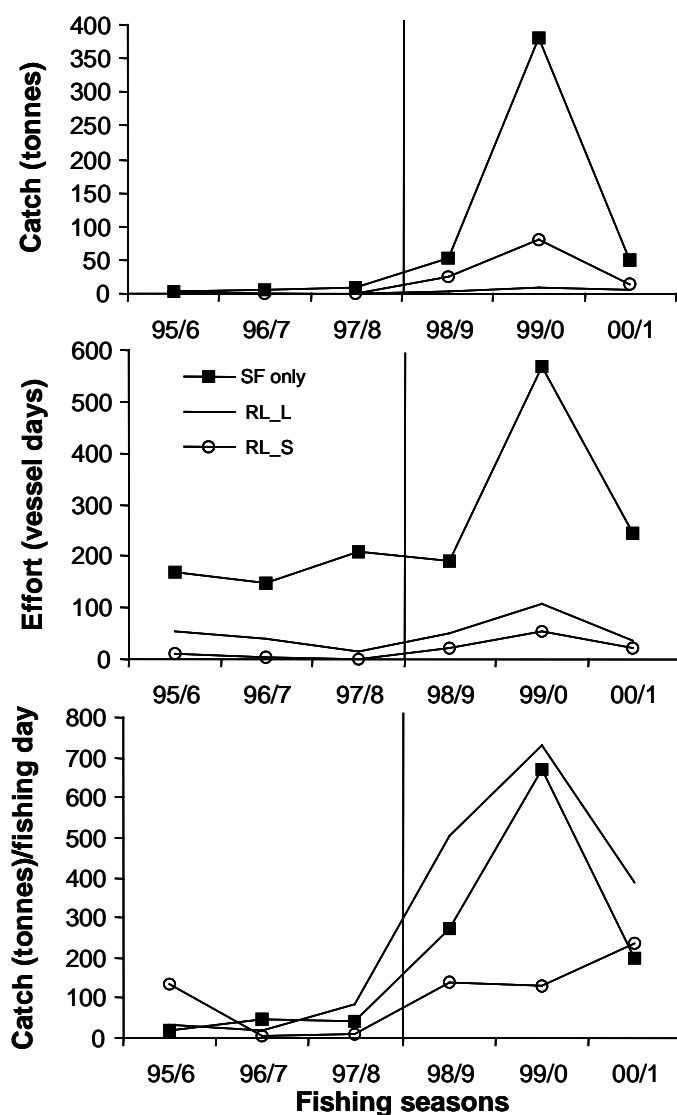 Catch (tonnes)
400
350
300
250
200
150
100
50
0
95/6 96/7 97/8 98/9 99/0 00/1
Effort (vessel days)
600
500
400
300
200
100
0
SF only
RL_L
RL_S
95/6 96/7 97/8 98/9 99/0 00/1
Catch (tonnes)/fishing day
800
700
600
500
400
300
200
100
0
95/6 96/7 97/8 98/9 99/0 00/1
Fishing seasons